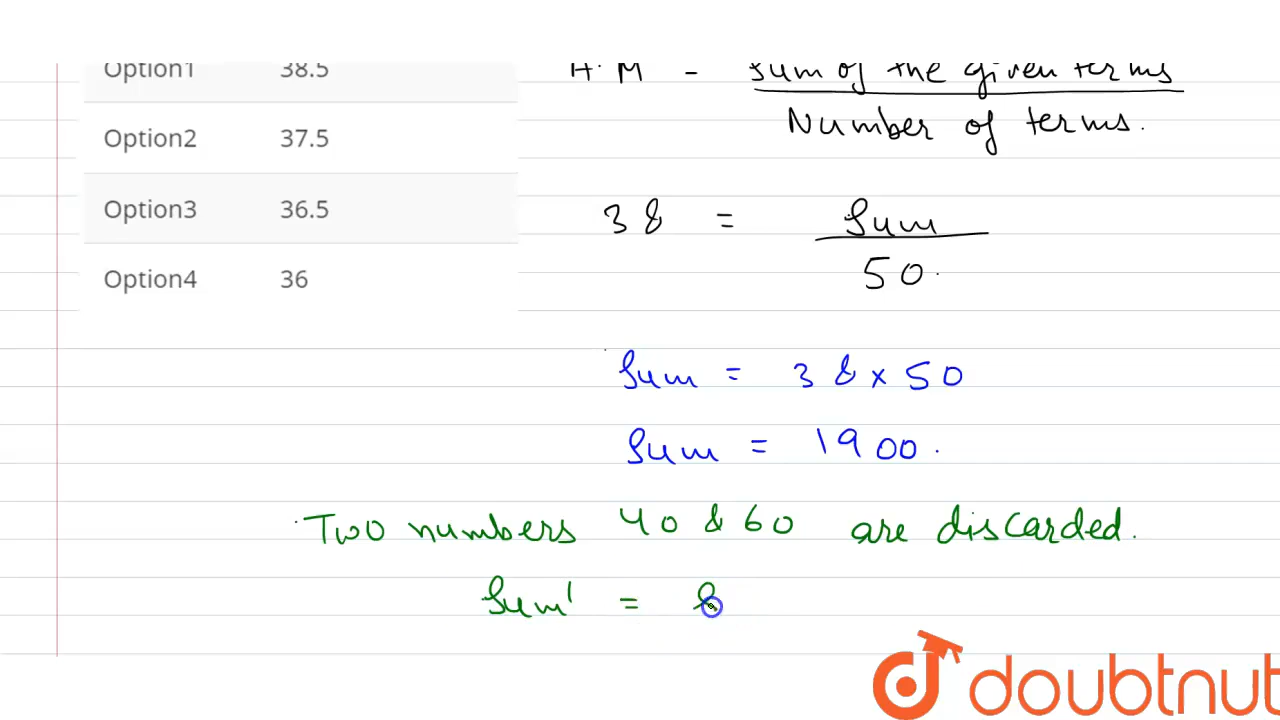 Option1 38.5
Option2 37.5
Option3 36.5
Option4 36
A.M - Sum of the given terms
Number of terms.
38 = Sum
50.
Sum = 38 x 50
Sum = 1900.
Two numbers 40 & 60 are discarded.
Sum' = S
doubtnut